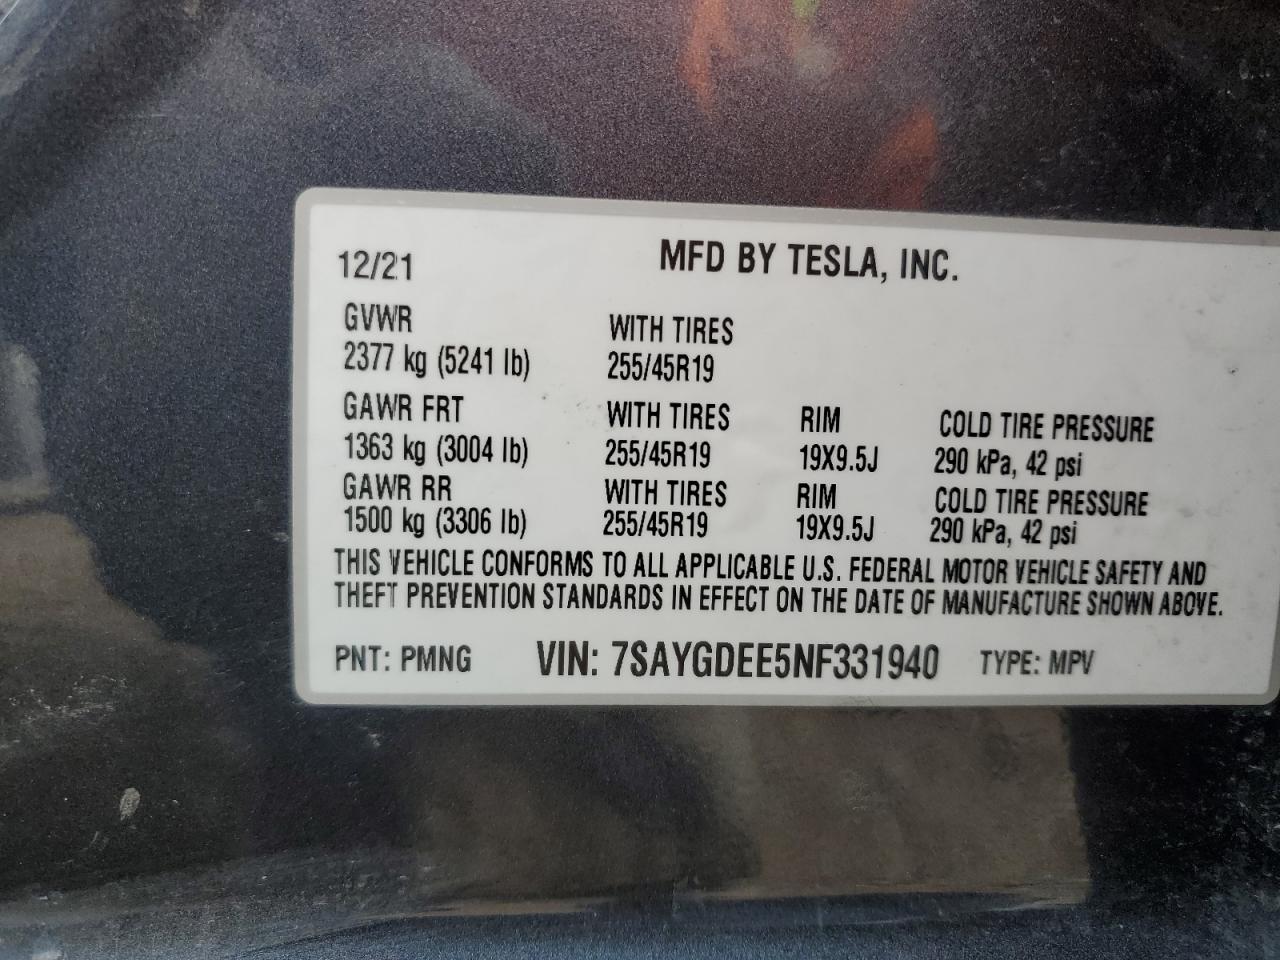 12/21 MFD BY TESLA, INC.
GVWR WITH TIRES
2377 kg (5241 lb) 255/45R19
GAWR FRT WITH TIRES RIM COLD TIRE PRESSURE
1363 kg (3004 lb) 255/45R19 19X9.5J 290 kPa, 42 psi
GAWR RR WITH TIRES RIM COLD TIRE PRESSURE
1500 kg (3306 lb) 255/45R19 19X9.5J 290 kPa, 42 psi
THIS VEHICLE CONFORMS TO ALL APPLICABLE U.S. FEDERAL MOTOR VEHICLE SAFETY AND
THEFT PREVENTION STANDARDS IN EFFECT ON THE DATE OF MANUFACTURE SHOWN ABOVE.
PNT: PMNG VIN: 7SAYGDEE5NF331940 TYPE: MPV